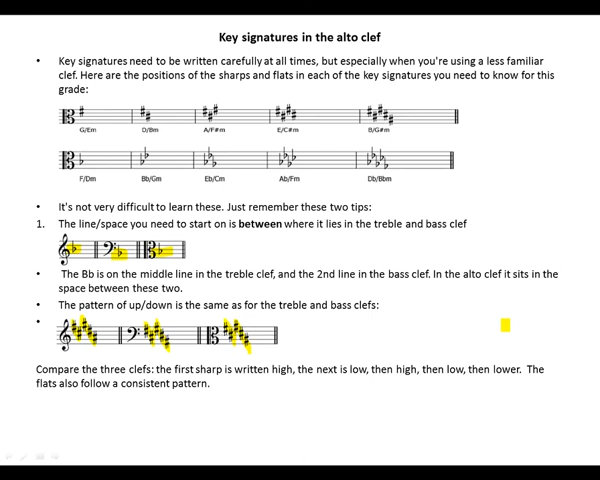 Key signatures in the alto clef
• Key signatures need to be written carefully at all times, but especially when you're using a less familiar
clef. Here are the positions of the sharps and flats in each of the key signatures you need to know for this
grade:
G/Em D/Bm A/F#m E/C#m B/G#m
F/Dm Bb/Gm Eb/Cm Ab/Fm Db/Bbm
• It's not very difficult to learn these. Just remember these two tips:
1. The line/space you need to start on is between where it lies in the treble and bass clef
• The Bb is on the middle line in the treble clef, and the 2nd line in the bass clef. In the alto clef it sits in the
space between these two.
• The pattern of up/down is the same as for the treble and bass clefs:
•
Compare the three clefs: the first sharp is written high, the next is low, then high, then low, then lower. The
flats also follow a consistent pattern.